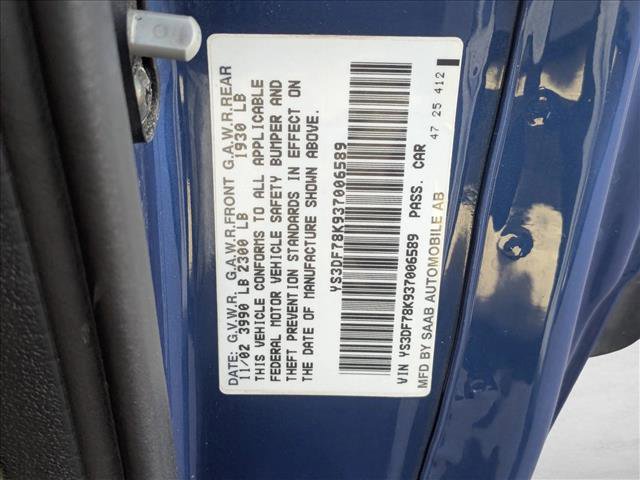 DATE: G.V.W.R. G.A.W.R.FRONT G.A.W.R.REAR
11/02 3990 LB 2300 LB 1930 LB
THIS VEHICLE CONFORMS TO ALL APPLICABLE
FEDERAL MOTOR VEHICLE SAFETY BUMPER AND
THEFT PREVENTION STANDARDS IN EFFECT ON
THE DATE OF MANUFACTURE SHOWN ABOVE.
YS3DF78K937006589
VIN YS3DF78K937006589 PASS. CAR
MFD BY SAAB AUTOMOBILE AB 47 25 412